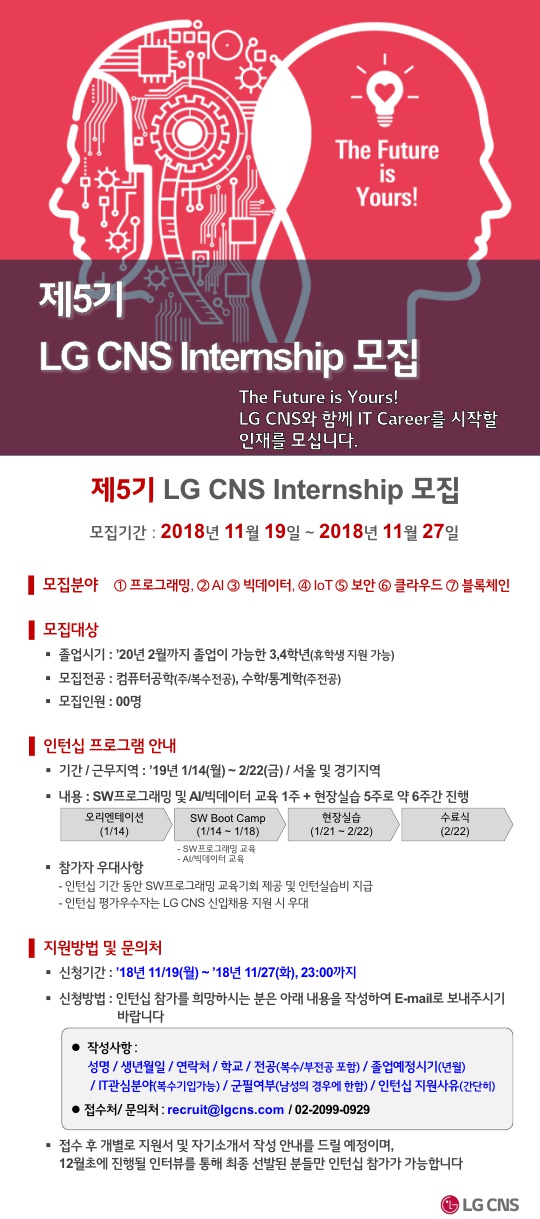 The Future
is
Yours!
제5기
LG CNS Internship 모집
The Future is Yours!
LG CNS와 함께 IT Career를 시작할
인재를 모십니다.
제5기 LG CNS Internship 모집
모집기간 : 2018년 11월 19일 ~ 2018년 11월 27일
모집분야 ① 프로그래밍, ② AI ③ 빅데이터, ④ IoT ⑤ 보안 ⑥ 클라우드 ⑦ 블록체인
모집대상
▪ 졸업시기 : ’20년 2월까지 졸업이 가능한 3,4학년(휴학생 지원 가능)
▪ 모집전공 : 컴퓨터공학(주/복수전공), 수학/통계학(주전공)
▪ 모집인원 : 00명
인턴십 프로그램 안내
▪ 기간 / 근무지역 : ’19년 1/14(월) ~ 2/22(금) / 서울 및 경기지역
▪ 내용 : SW프로그래밍 및 AI/빅데이터 교육 1주 + 현장실습 5주로 약 6주간 진행
오리엔테이션
(1/14)
SW Boot Camp
(1/14 ~ 1/18)
현장실습
(1/21 ~ 2/22)
수료식
(2/22)
- SW프로그래밍 교육
- AI/빅데이터 교육
▪ 참가자 우대사항
- 인턴십 기간 동안 SW프로그래밍 교육기회 제공 및 인턴실습비 지급
- 인턴십 평가우수자는 LG CNS 신입채용 지원 시 우대
지원방법 및 문의처
▪ 신청기간 : ’18년 11/19(월) ~ ’18년 11/27(화), 23:00까지
▪ 신청방법 : 인턴십 참가를 희망하시는 분은 아래 내용을 작성하여 E-mail로 보내주시기
바랍니다
● 작성사항 :
성명 / 생년월일 / 연락처 / 학교 / 전공(복수/부전공 포함) / 졸업예정시기(년월)
/ IT관심분야(복수기입가능) / 군필여부(남성의 경우에 한함) / 인턴십 지원사유(간단히)
● 접수처/ 문의처 : recruit@lgcns.com / 02-2099-0929
▪ 접수 후 개별로 지원서 및 자기소개서 작성 안내를 드릴 예정이며,
12월초에 진행될 인터뷰를 통해 최종 선발된 분들만 인턴십 참가가 가능합니다
LG CNS